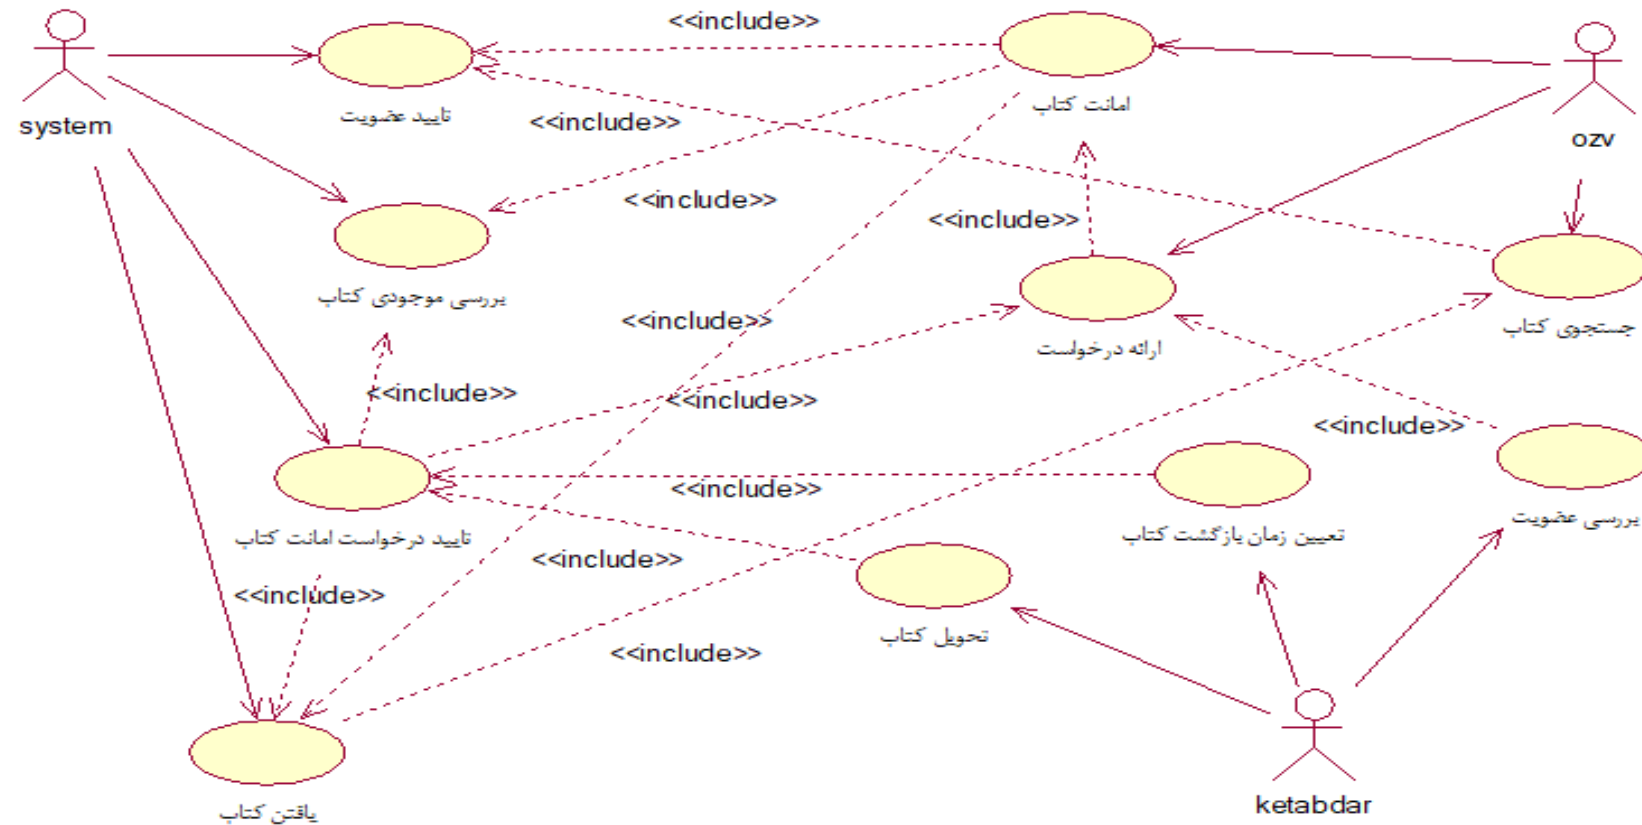 <<include>>
امانت کتاب
تایید عضویت
<<include>>
system
ozv
<<include>>
<<include>>
بررسی موجودی کتاب
<<include>>
جستجوی کتاب
ارائه درخواست
<<include>>
<<include>>
<<include>>
<<include>>
بررسی عضویت
تعیین زمان بازگشت کتاب
تایید درخواست امانت کتاب
<<include>>
<<include>>
تحویل کتاب
<<include>>
ketabdar
یافتن کتاب